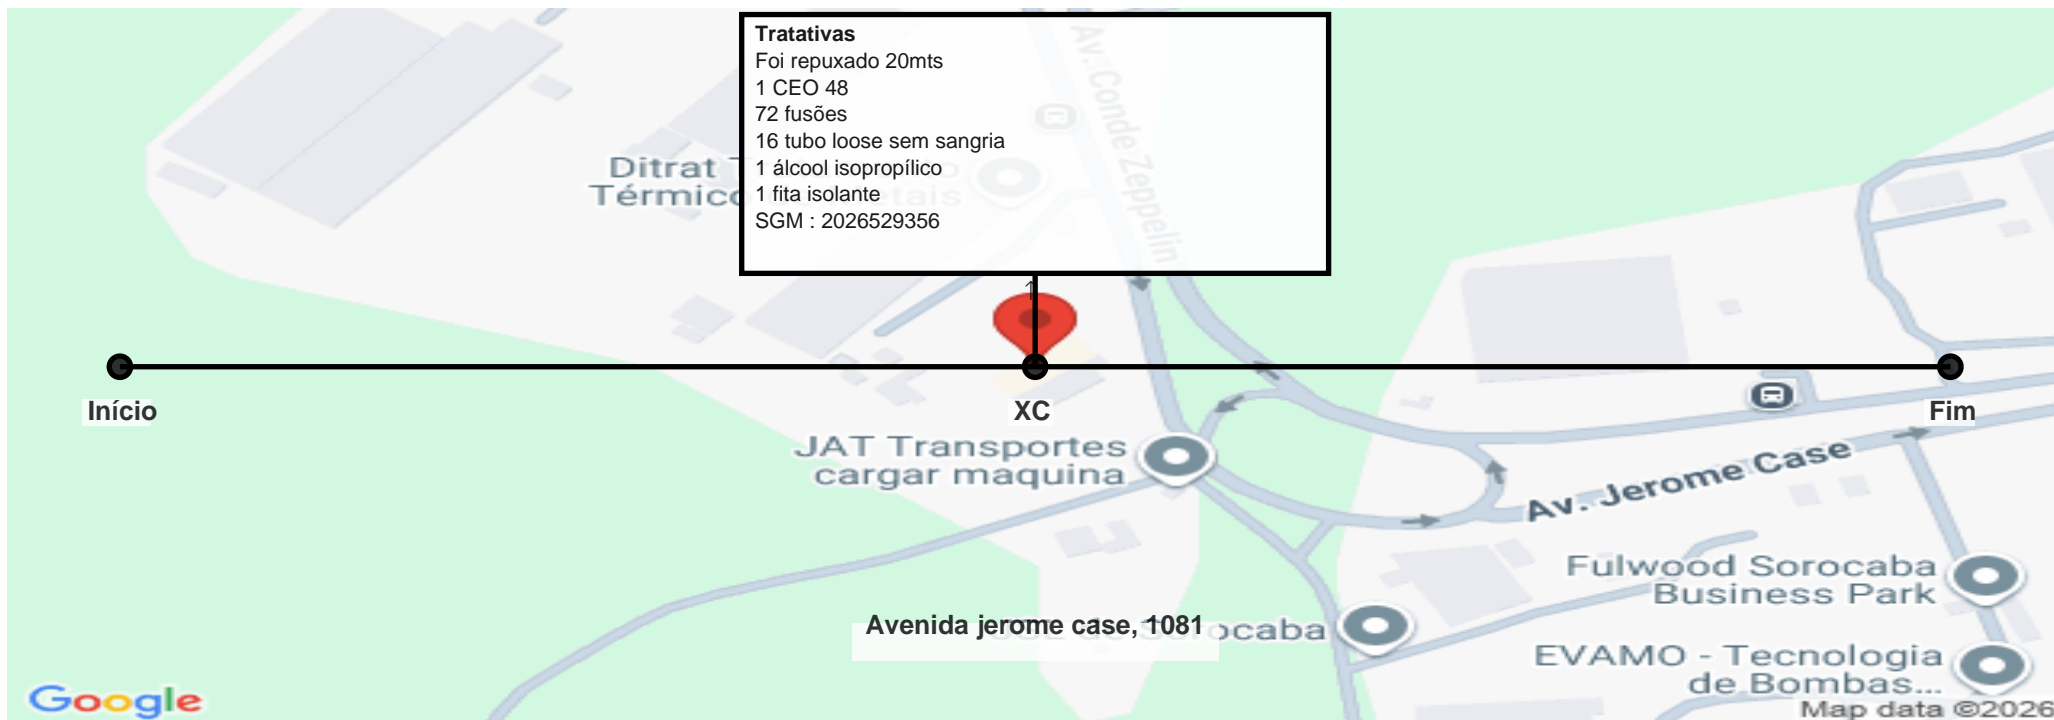 Tratativas
Foi repuxado 20mts
1 CEO 48
72 fusões
16 tubo loose sem sangria
1 álcool isopropílico
1 fita isolante
SGM : 2026529356
Av. Conde Zeppelin
Ditrat
Térmico
Início
XC
Fim
JAT Transportes
cargar maquina
Av. Jerome Case
Fulwood Sorocaba
Business Park
Avenida jerome case, 1081
EVAMO - Tecnologia
de Bombas...
Google
Map data ©2026